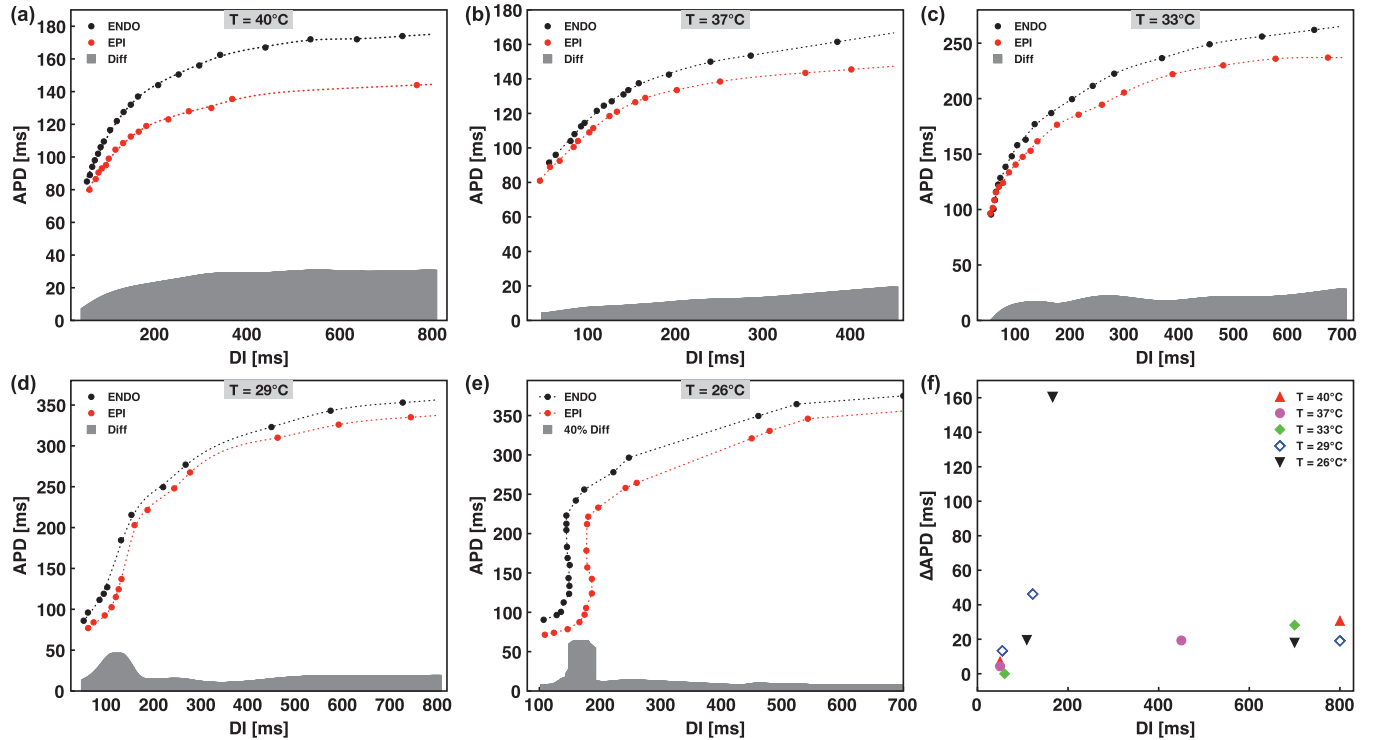 (a)
T = 40°C
ENDO
EPI
Diff
APD [ms]
180
160
140
120
100
80
60
40
20
0
200
400
600
800
DI [ms]
(b)
T = 37°C
ENDO
EPI
Diff
APD [ms]
180
160
140
120
100
80
60
40
20
0
100
200
300
400
DI [ms]
(c)
T = 33°C
ENDO
EPI
Diff
APD [ms]
250
200
150
100
50
0
100
200
300
400
500
600
700
DI [ms]
(d)
T = 29°C
ENDO
EPI
Diff
APD [ms]
350
300
250
200
150
100
50
0
100
200
300
400
500
600
700
800
DI [ms]
(e)
T = 26°C
ENDO
EPI
40% Diff
APD [ms]
350
300
250
200
150
100
50
0
100
200
300
400
500
600
700
DI [ms]
(f)
T = 40°C
T = 37°C
T = 33°C
T = 29°C
T = 26°C*
ΔAPD [ms]
160
140
120
100
80
60
40
20
0
0
200
400
600
800
DI [ms]